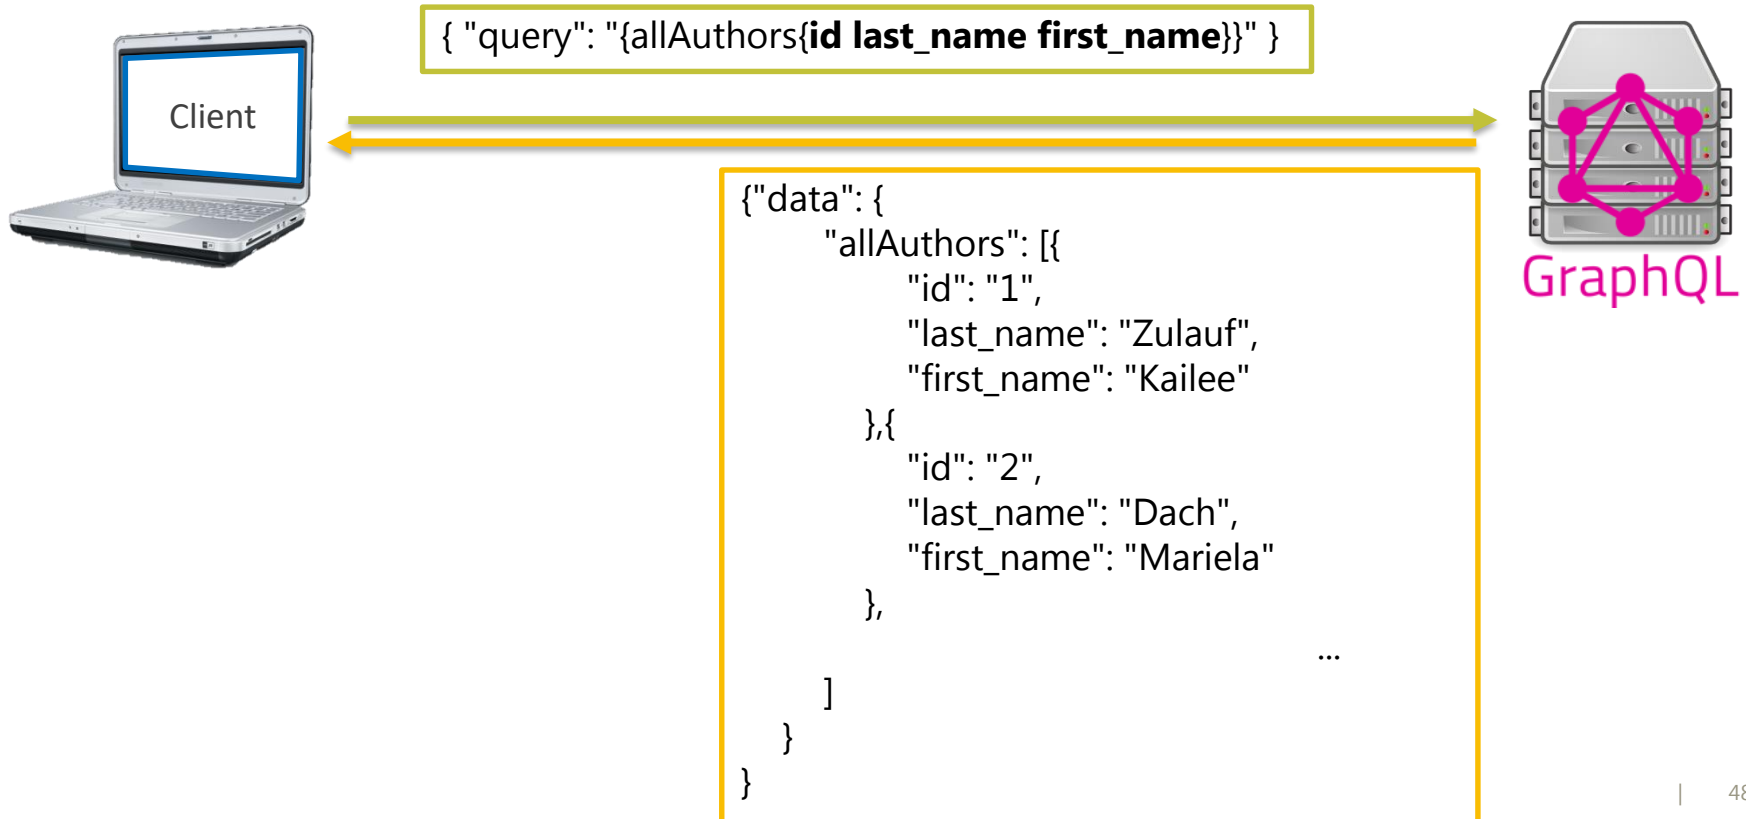 { "query": "{allAuthors{id last_name first_name}}" }
Client
{"data": {
"allAuthors": [{
"id": "1",
"last_name": "Zulauf",
"first_name": "Kailee"
},{
"id": "2",
"last_name": "Dach",
"first_name": "Mariela"
},
...
]
}
}
GraphQL
| 48